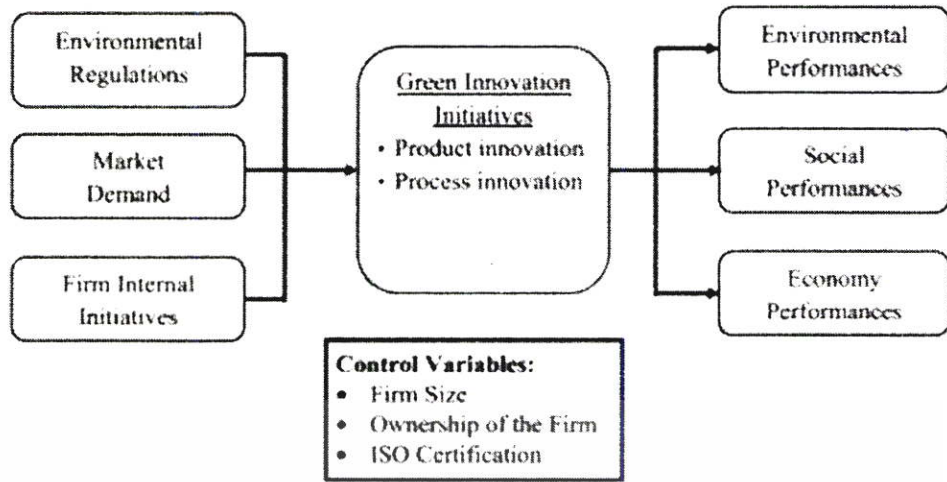 Environmental
Regulations
Market
Demand
Firm Internal
Initiatives
Green Innovation
Initiatives
• Product innovation
• Process innovation
Environmental
Performances
Social
Performances
Economy
Performances
Control Variables:
• Firm Size
• Ownership of the Firm
• ISO Certification